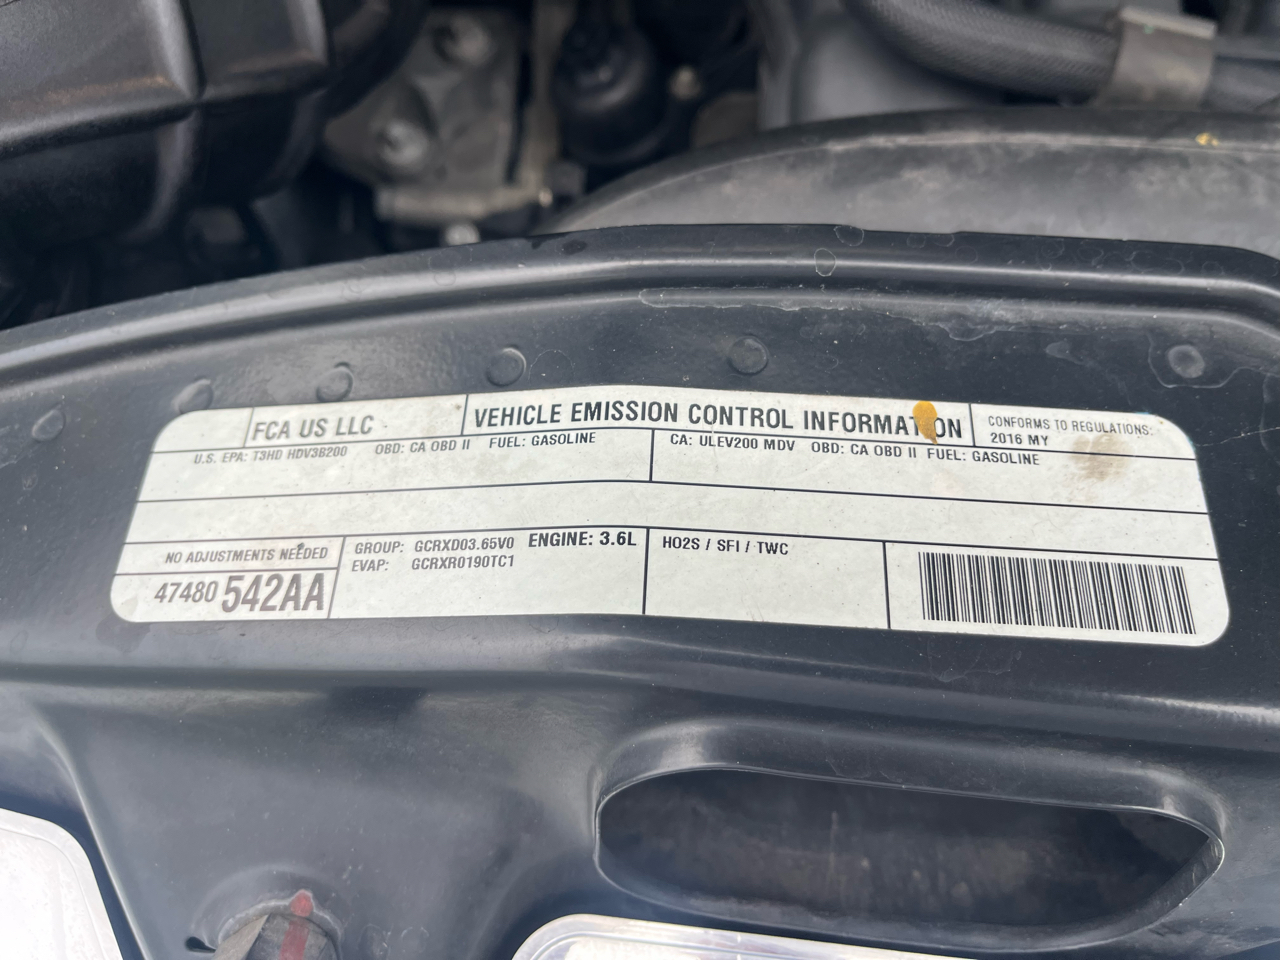 FCA US LLC
VEHICLE EMISSION CONTROL INFORMATION
CONFORMS TO REGULATIONS:
2016 MY
U.S. EPA: T3HD HDV3B200 OBD: CA OBD II FUEL: GASOLINE
CA: ULEV200 MDV OBD: CA OBD II FUEL: GASOLINE
NO ADJUSTMENTS NEEDED
47480542AA
GROUP: GCRXD03.65V0 ENGINE: 3.6L
EVAP: GCRXR0190TC1
HO2S / SFI / TWC